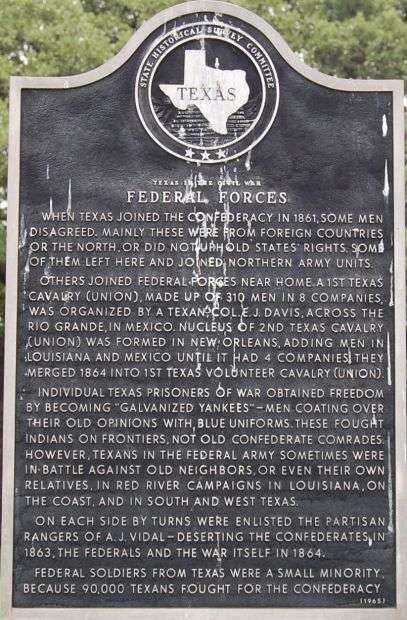 STATE HISTORICAL SURVEY COMMITTEE
TEXAS
TEXAS IN THE CIVIL WAR
FEDERAL FORCES
WHEN TEXAS JOINED THE CONFEDERACY IN 1861, SOME MEN
DISAGREED. MAINLY THESE WERE FROM FOREIGN COUNTRIES
OR THE NORTH, OR DID NOT UPHOLD STATES' RIGHTS. SOME
OF THEM LEFT HERE AND JOINED NORTHERN ARMY UNITS.
OTHERS JOINED FEDERAL FORCES NEAR HOME. A 1ST TEXAS
CAVALRY (UNION), MADE UP OF 310 MEN IN 8 COMPANIES,
WAS ORGANIZED BY A TEXAN, COL. E.J. DAVIS, ACROSS THE
RIO GRANDE, IN MEXICO. NUCLEUS OF 2ND TEXAS CAVALRY
(UNION) WAS FORMED IN NEW ORLEANS, ADDING MEN IN
LOUISIANA AND MEXICO UNTIL IT HAD 4 COMPANIES. THEY
MERGED 1864 INTO 1ST TEXAS VOLUNTEER CAVALRY (UNION).
INDIVIDUAL TEXAS PRISONERS OF WAR OBTAINED FREEDOM
BY BECOMING "GALVANIZED YANKEES"-MEN COATING OVER
THEIR OLD OPINIONS WITH BLUE UNIFORMS. THESE FOUGHT
INDIANS ON FRONTIERS, NOT OLD CONFEDERATE COMRADES.
HOWEVER, TEXANS IN THE FEDERAL ARMY SOMETIMES WERE
IN BATTLE AGAINST OLD NEIGHBORS, OR EVEN THEIR OWN
RELATIVES, IN RED RIVER CAMPAIGNS IN LOUISIANA, ON
THE COAST, AND IN SOUTH AND WEST TEXAS.
ON EACH SIDE BY TURNS WERE ENLISTED THE PARTISAN
RANGERS OF A.J. VIDAL-DESERTING THE CONFEDERATES IN
1863, THE FEDERALS AND THE WAR ITSELF IN 1864.
FEDERAL SOLDIERS FROM TEXAS WERE A SMALL MINORITY
BECAUSE 90,000 TEXANS FOUGHT FOR THE CONFEDERACY
(1965)